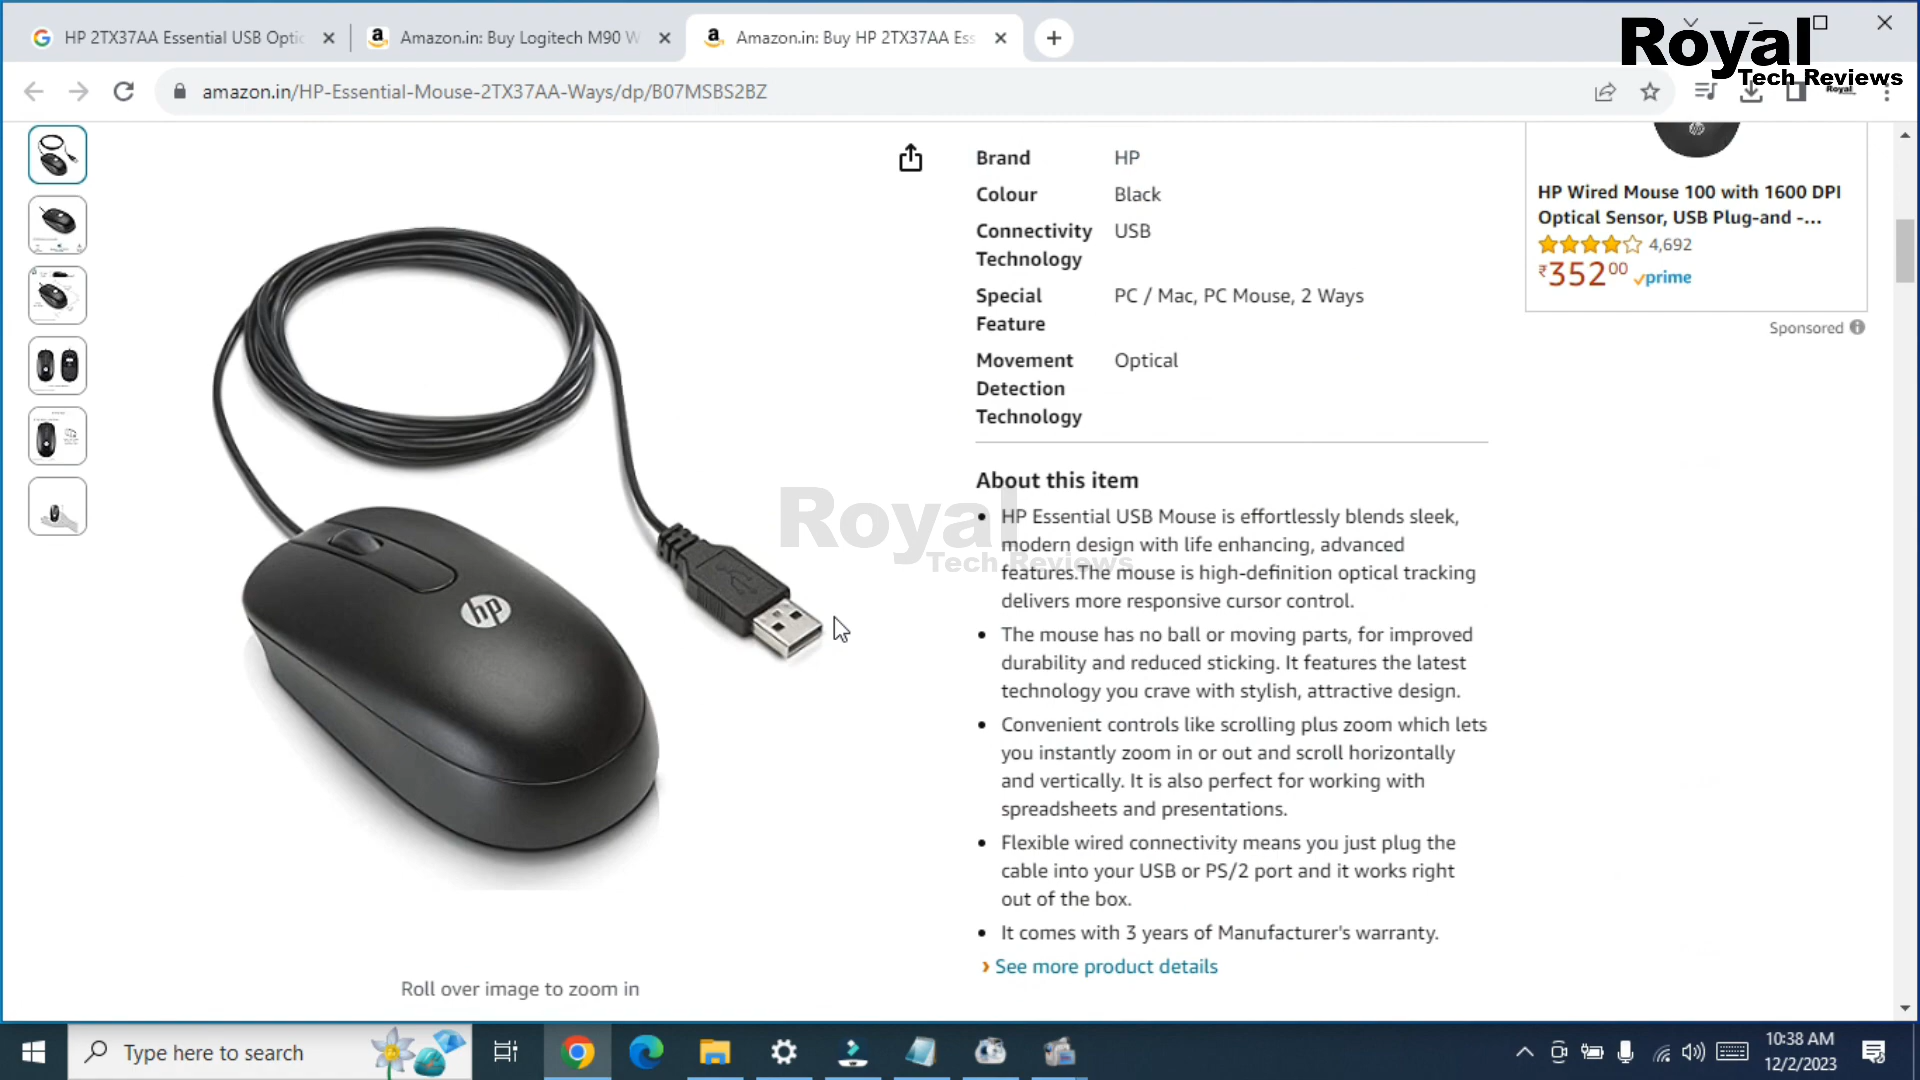 HP 2TX37AA Essential USB Optic
Amazon.in: Buy Logitech M90 W
Amazon.in: Buy HP 2TX37AA Ess
Royal
Tech Reviews
amazon.in/HP-Essential-Mouse-2TX37AA-Ways/dp/B07MSBS2BZ
Royal
Brand HP
Colour Black
Connectivity USB
Technology
Special PC / Mac, PC Mouse, 2 Ways
Feature
Movement Optical
Detection
Technology
HP Wired Mouse 100 with 1600 DPI
Optical Sensor, USB Plug-and -...
4,692
₹35200 prime
Sponsored
hp
About this item
• HP Essential USB Mouse is effortlessly blends sleek,
modern design with life enhancing, advanced
features.The mouse is high-definition optical tracking
delivers more responsive cursor control.
• The mouse has no ball or moving parts, for improved
durability and reduced sticking. It features the latest
technology you crave with stylish, attractive design.
• Convenient controls like scrolling plus zoom which lets
you instantly zoom in or out and scroll horizontally
and vertically. It is also perfect for working with
spreadsheets and presentations.
• Flexible wired connectivity means you just plug the
cable into your USB or PS/2 port and it works right
out of the box.
• It comes with 3 years of Manufacturer's warranty.
› See more product details
Royal
Tech Reviews
Roll over image to zoom in
Type here to search
10:38 AM
12/2/2023